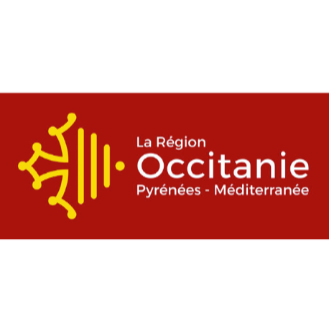 La Région
Occitanie
Pyrénées - Méditerranée